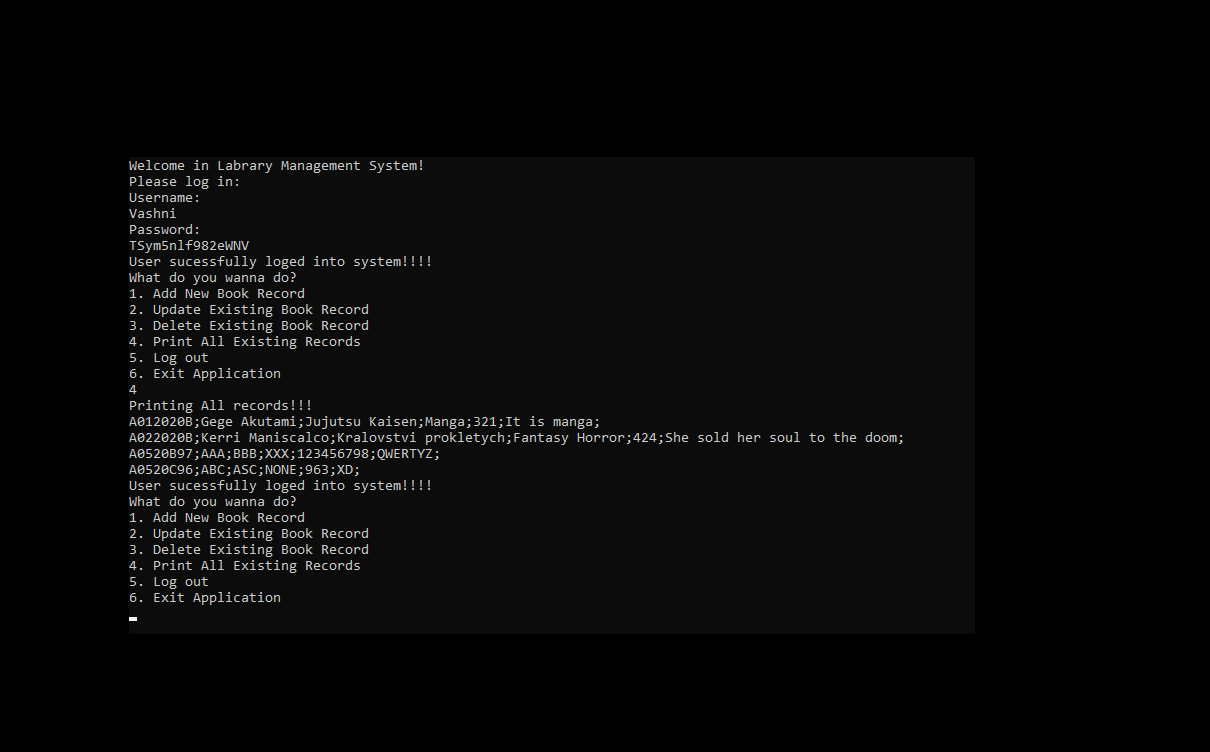 Welcome in Labrary Management System!
Please log in:
Username:
Vashni
Password:
TSym5nlf982eWNV
User sucessfully loged into system!!!!
What do you wanna do?
1. Add New Book Record
2. Update Existing Book Record
3. Delete Existing Book Record
4. Print All Existing Records
5. Log out
6. Exit Application
4
Printing All records!!!
A012020B;Gege Akutami;Jujutsu Kaisen;Manga;321;It is manga;
A022020B;Kerri Maniscalco;Kralovstvi prokletych;Fantasy Horror;424;She sold her soul to the doom;
A0520B97;AAA;BBB;XXX;123456798;QWERTYZ;
A0520C96;ABC;ASC;NONE;963;XD;
User sucessfully loged into system!!!!
What do you wanna do?
1. Add New Book Record
2. Update Existing Book Record
3. Delete Existing Book Record
4. Print All Existing Records
5. Log out
6. Exit Application